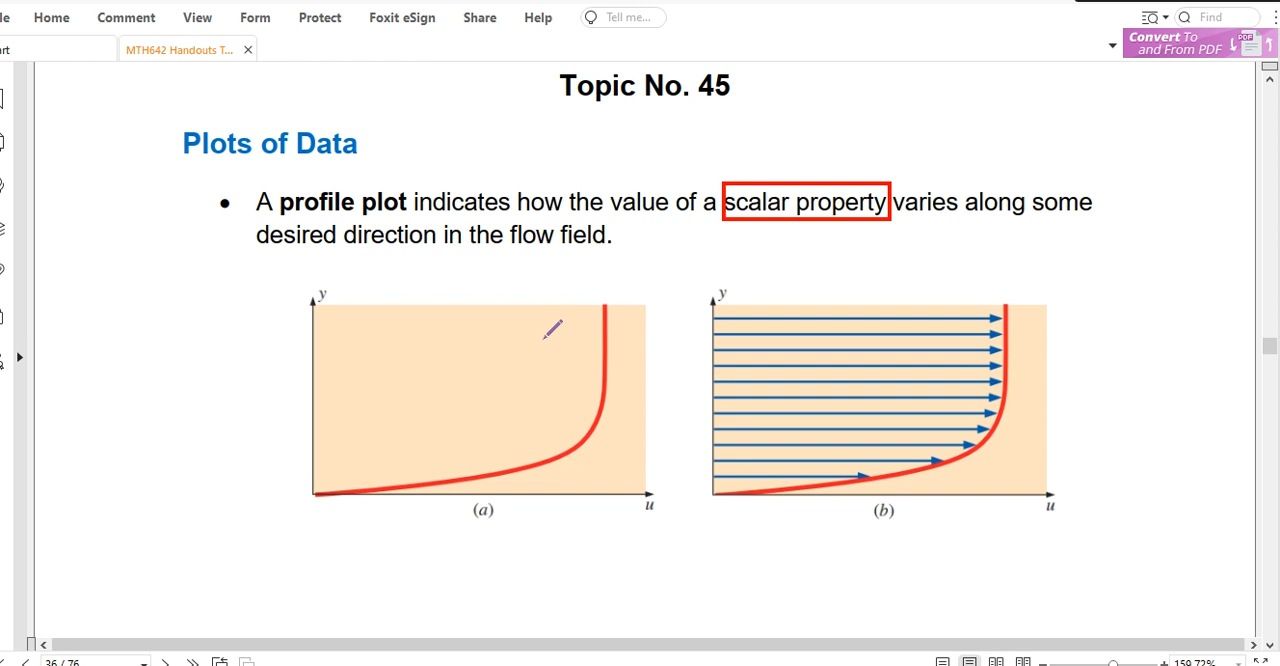 le Home Comment View Form Protect Foxit eSign Share Help Tell me... Find
rt MTH642 Handouts T... Convert To and From PDF PDF
Topic No. 45
Plots of Data
• A profile plot indicates how the value of a scalar property varies along some
desired direction in the flow field.
y y
u u
(a) (b)
36 / 76 159.72%